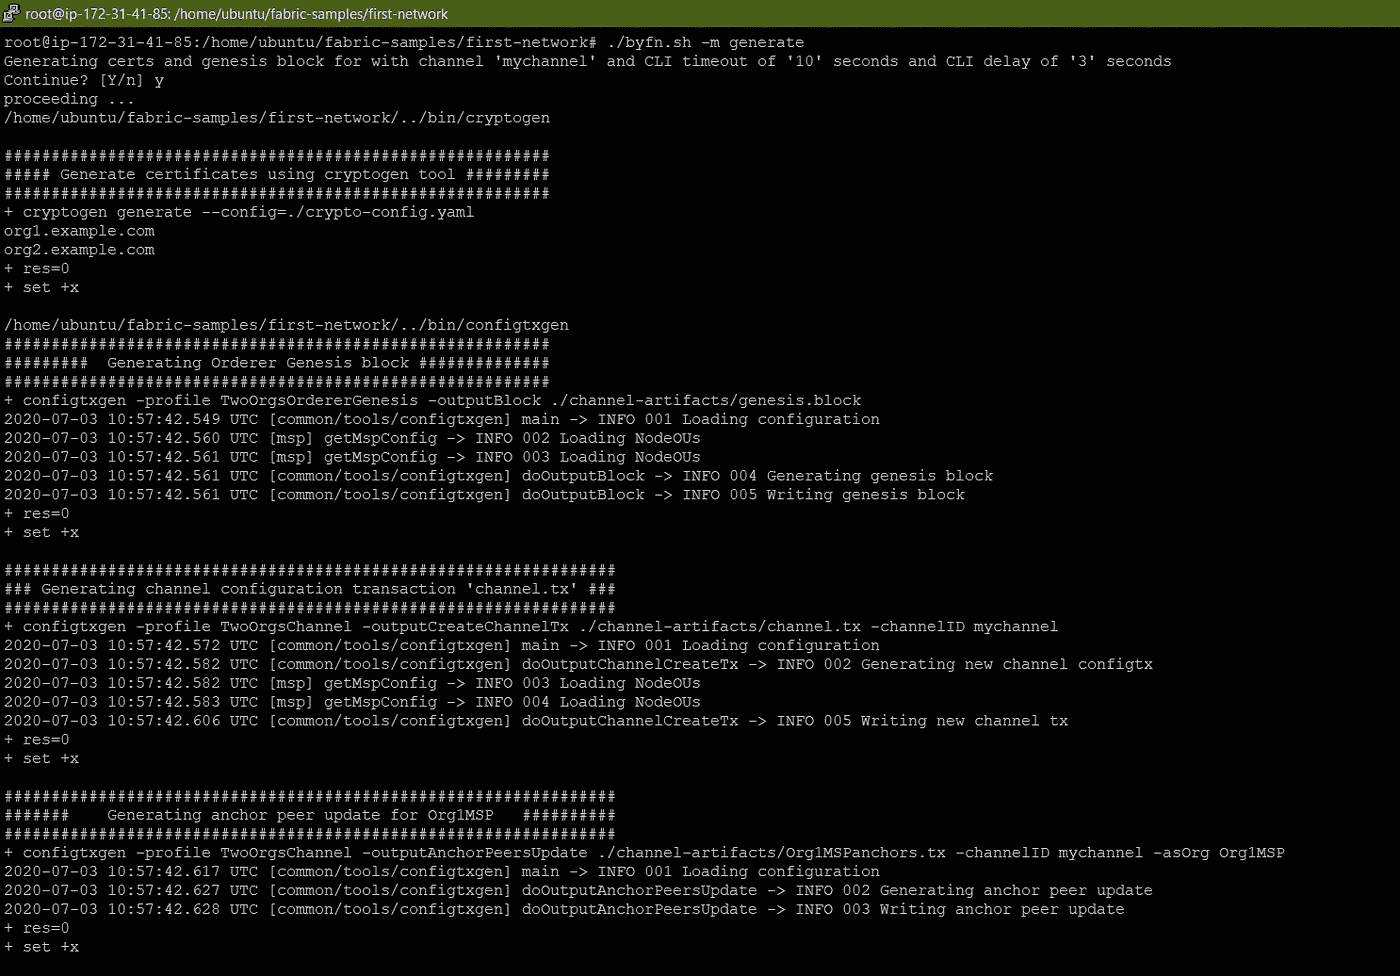 root@ip-172-31-41-85: /home/ubuntu/fabric-samples/first-network
root@ip-172-31-41-85:/home/ubuntu/fabric-samples/first-network# ./byfn.sh -m generate
Generating certs and genesis block for with channel 'mychannel' and CLI timeout of '10' seconds and CLI delay of '3' seconds
Continue? [Y/n] y
proceeding ...
/home/ubuntu/fabric-samples/first-network/../bin/cryptogen
##########################################################
##### Generate certificates using cryptogen tool #########
##########################################################
+ cryptogen generate --config=./crypto-config.yaml
org1.example.com
org2.example.com
+ res=0
+ set +x
/home/ubuntu/fabric-samples/first-network/../bin/configtxgen
##########################################################
#########  Generating Orderer Genesis block ##############
##########################################################
+ configtxgen -profile TwoOrgsOrdererGenesis -outputBlock ./channel-artifacts/genesis.block
2020-07-03 10:57:42.549 UTC [common/tools/configtxgen] main -> INFO 001 Loading configuration
2020-07-03 10:57:42.560 UTC [msp] getMspConfig -> INFO 002 Loading NodeOUs
2020-07-03 10:57:42.561 UTC [msp] getMspConfig -> INFO 003 Loading NodeOUs
2020-07-03 10:57:42.561 UTC [common/tools/configtxgen] doOutputBlock -> INFO 004 Generating genesis block
2020-07-03 10:57:42.561 UTC [common/tools/configtxgen] doOutputBlock -> INFO 005 Writing genesis block
+ res=0
+ set +x
#################################################################
### Generating channel configuration transaction 'channel.tx' ###
#################################################################
+ configtxgen -profile TwoOrgsChannel -outputCreateChannelTx ./channel-artifacts/channel.tx -channelID mychannel
2020-07-03 10:57:42.572 UTC [common/tools/configtxgen] main -> INFO 001 Loading configuration
2020-07-03 10:57:42.582 UTC [common/tools/configtxgen] doOutputChannelCreateTx -> INFO 002 Generating new channel configtx
2020-07-03 10:57:42.582 UTC [msp] getMspConfig -> INFO 003 Loading NodeOUs
2020-07-03 10:57:42.583 UTC [msp] getMspConfig -> INFO 004 Loading NodeOUs
2020-07-03 10:57:42.606 UTC [common/tools/configtxgen] doOutputChannelCreateTx -> INFO 005 Writing new channel tx
+ res=0
+ set +x
#################################################################
#######    Generating anchor peer update for Org1MSP   ##########
#################################################################
+ configtxgen -profile TwoOrgsChannel -outputAnchorPeersUpdate ./channel-artifacts/Org1MSPanchors.tx -channelID mychannel -asOrg Org1MSP
2020-07-03 10:57:42.617 UTC [common/tools/configtxgen] main -> INFO 001 Loading configuration
2020-07-03 10:57:42.627 UTC [common/tools/configtxgen] doOutputAnchorPeersUpdate -> INFO 002 Generating anchor peer update
2020-07-03 10:57:42.628 UTC [common/tools/configtxgen] doOutputAnchorPeersUpdate -> INFO 003 Writing anchor peer update
+ res=0
+ set +x